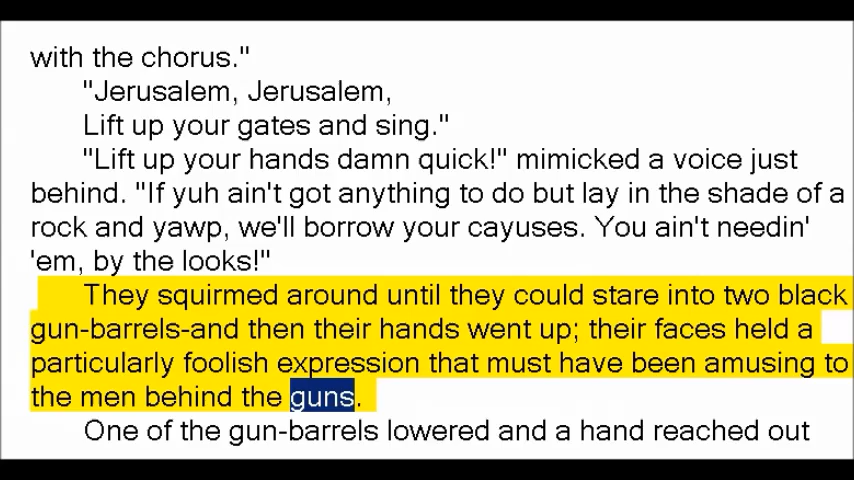 with the chorus."
"Jerusalem, Jerusalem,
Lift up your gates and sing."
"Lift up your hands damn quick!" mimicked a voice just
behind. "If yuh ain't got anything to do but lay in the shade of a
rock and yawp, we'll borrow your cayuses. You ain't needin'
'em, by the looks!"
They squirmed around until they could stare into two black
gun-barrels-and then their hands went up; their faces held a
particularly foolish expression that must have been amusing to
the men behind the guns.
One of the gun-barrels lowered and a hand reached out